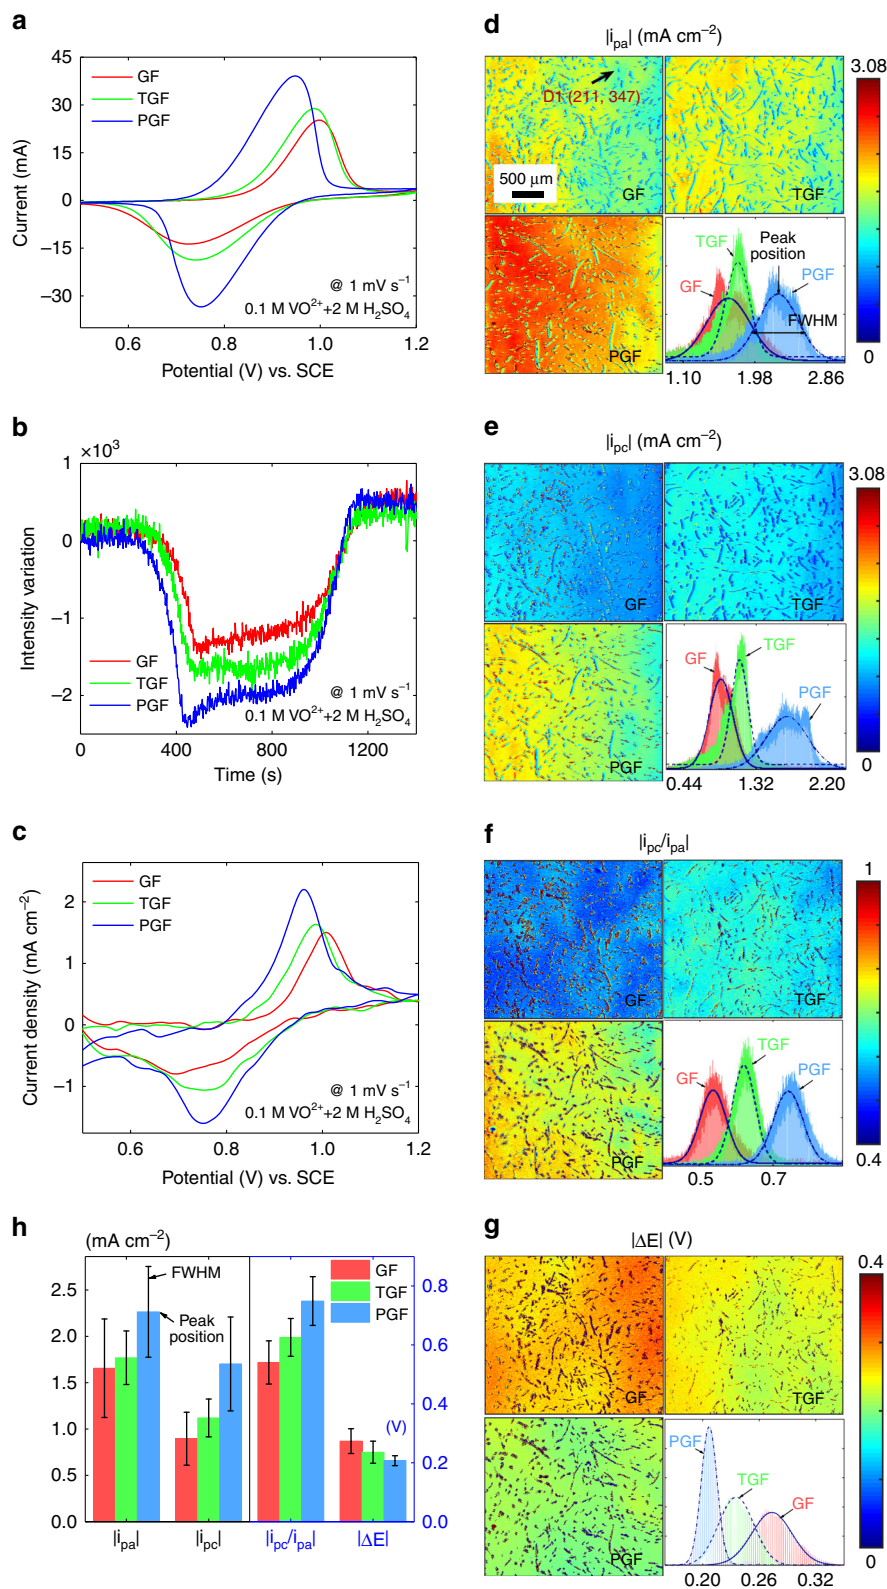 a
45
30
15
0
−15
−30
Current (mA)
GF
TGF
PGF
@ 1 mV s⁻¹
0.1 M VO²⁺+2 M H₂SO₄
0.6
0.8
1.0
1.2
Potential (V) vs. SCE
b
×10³
1
0
−1
−2
Intensity variation
GF
TGF
PGF
@ 1 mV s⁻¹
0.1 M VO²⁺+2 M H₂SO₄
0
400
800
1200
Time (s)
c
2
1
0
−1
Current density (mA cm⁻²)
GF
TGF
PGF
@ 1 mV s⁻¹
0.1 M VO²⁺+2 M H₂SO₄
0.6
0.8
1.0
1.2
Potential (V) vs. SCE
d
|i_pa| (mA cm⁻²)
D1 (211, 347)
500 μm
GF
TGF
PGF
TGF
Peak position
GF
PGF
FWHM
1.10
1.98
2.86
3.08
0
e
|i_pc| (mA cm⁻²)
GF
TGF
PGF
GF
TGF
PGF
0.44
1.32
2.20
3.08
0
f
|i_pc/i_pa|
GF
TGF
PGF
GF
TGF
PGF
0.5
0.7
1
0.4
g
|ΔE| (V)
GF
TGF
PGF
PGF
TGF
GF
0.20
0.26
0.32
0.4
0
h
(mA cm⁻²)
2.5
2.0
1.5
1.0
0.5
0.0
FWHM
Peak position
GF
TGF
PGF
(V)
0.8
0.6
0.4
0.2
0.0
|i_pa|
|i_pc|
|i_pc/i_pa|
|ΔE|